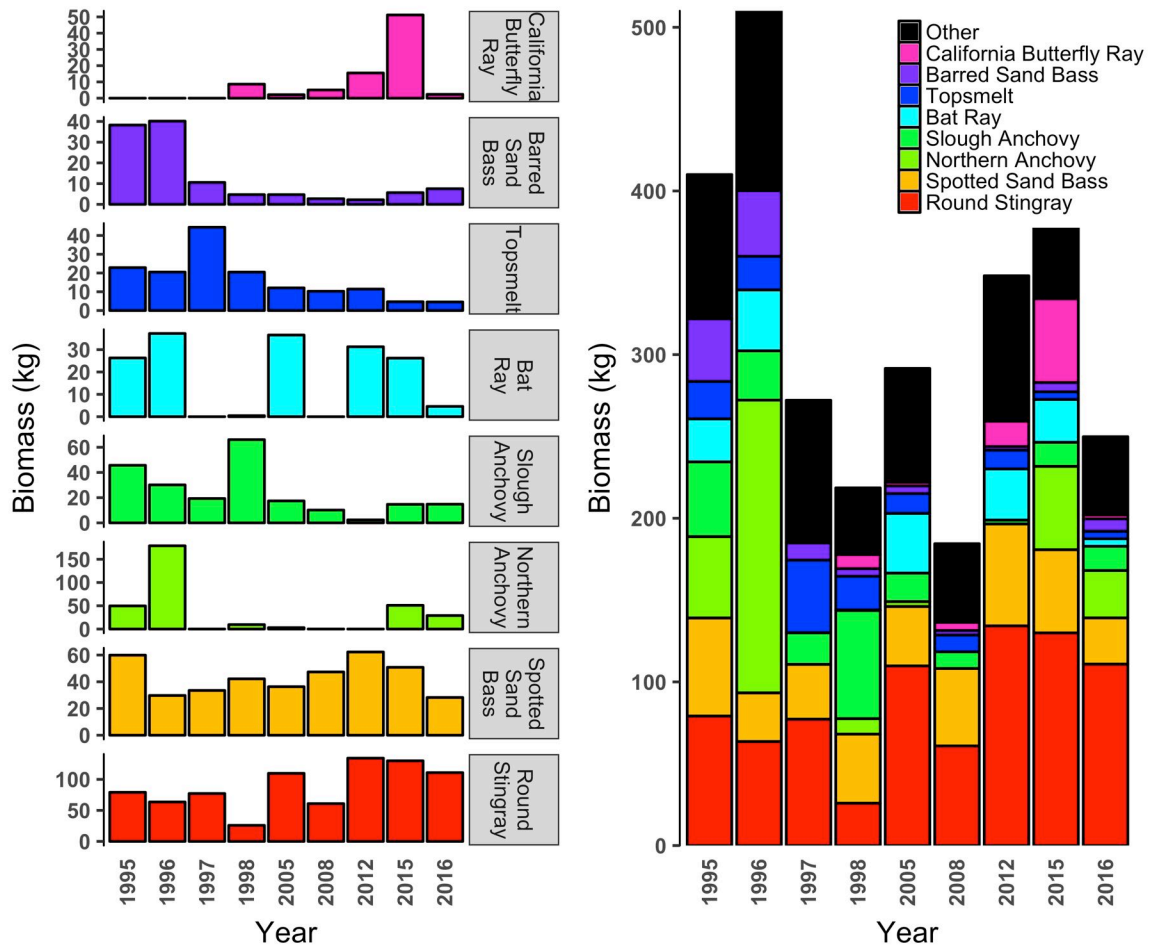 Biomass (kg)
50
40
30
20
10
0
California
Butterfly
Ray
40
30
20
10
0
Barred
Sand
Bass
40
30
20
10
0
Topsmelt
30
20
10
0
Bat
Ray
60
40
20
0
Slough
Anchovy
150
100
50
0
Northern
Anchovy
60
40
20
0
Spotted
Sand
Bass
100
50
0
Round
Stingray
1995 1996 1997 1998 2005 2008 2012 2015 2016
Year
Biomass (kg)
500
400
300
200
100
0
Other
California Butterfly Ray
Barred Sand Bass
Topsmelt
Bat Ray
Slough Anchovy
Northern Anchovy
Spotted Sand Bass
Round Stingray
1995 1996 1997 1998 2005 2008 2012 2015 2016
Year